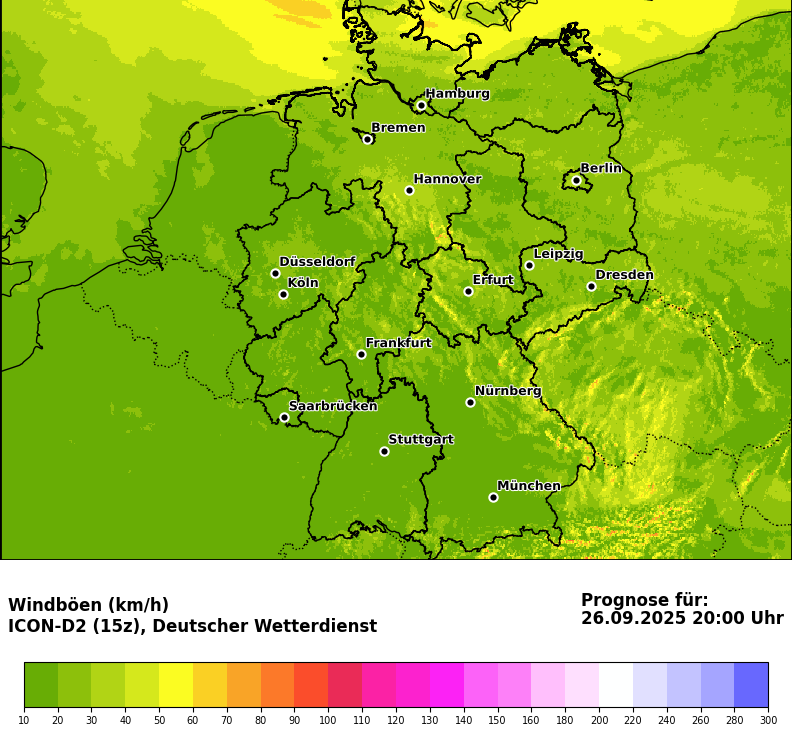 Hamburg
Bremen
Berlin
Hannover
Leipzig
Düsseldorf
Dresden
Köln
Erfurt
Frankfurt
Nürnberg
Saarbrücken
Stuttgart
München
Windböen (km/h)
ICON-D2 (15z), Deutscher Wetterdienst
Prognose für:
26.09.2025 20:00 Uhr
10 20 30 40 50 60 70 80 90 100 110 120 130 140 150 160 180 200 220 240 260 280 300